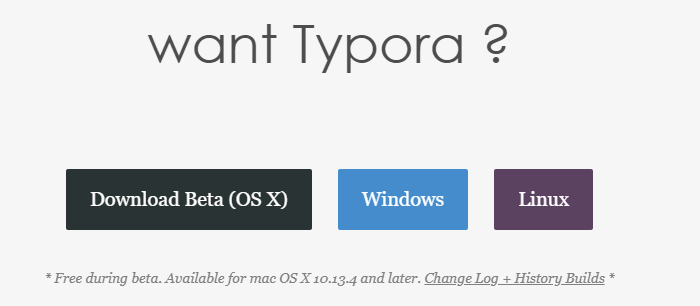 want Typora ?
Download Beta (OS X) Windows Linux
* Free during beta. Available for mac OS X 10.13.4 and later. Change Log + History Builds *